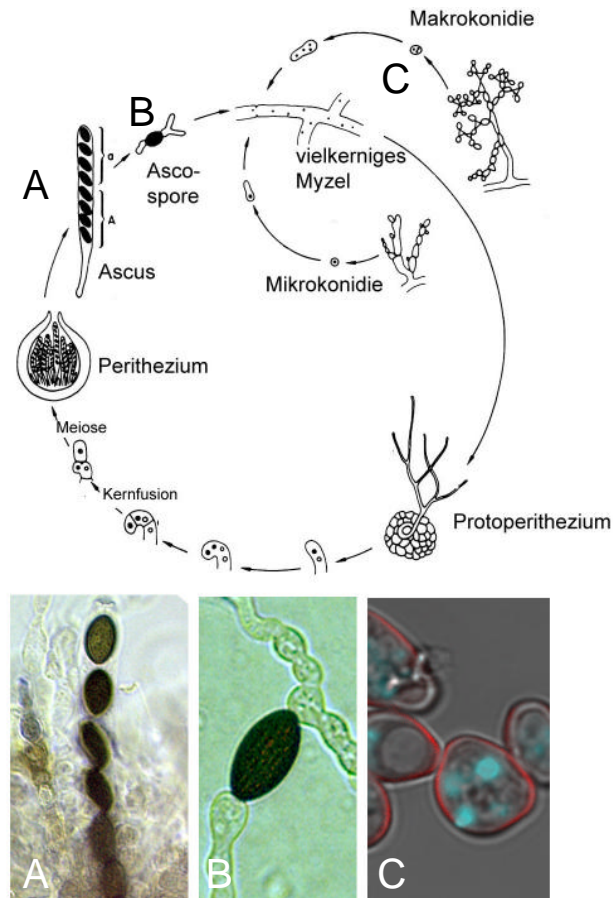 Makrokonidie
C
B
A
a
A
Asco-
spore
vielkerniges
Myzel
Ascus
Mikrokonidie
Perithezium
Meiose
Kernfusion
Protoperithezium
A
B
C